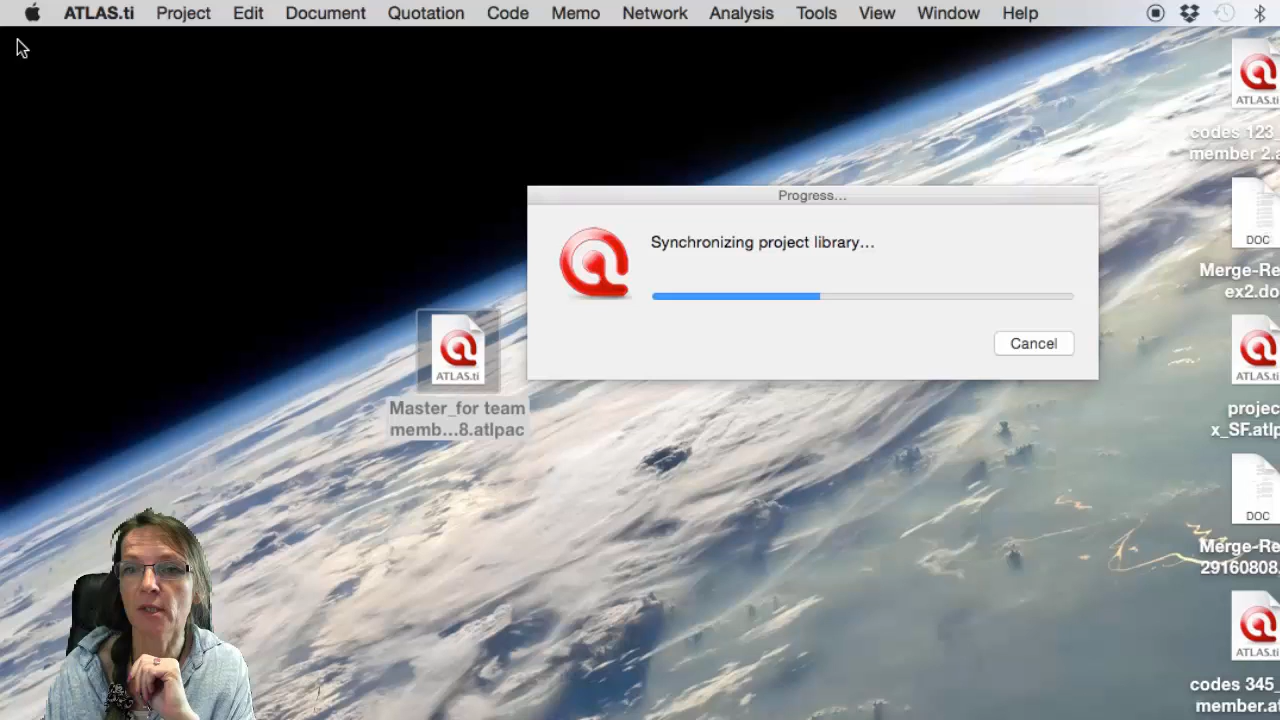 ATLAS.ti Project Edit Document Quotation Code Memo Network Analysis Tools View Window Help
Progress...
Synchronizing project library...
Cancel
ATLAS.ti
Master_for team
memb...8.atlpac
ATLAS.ti
codes 123_
member 2.a
DOC
Merge-Re
ex2.do
ATLAS.ti
projec
x_SF.atlp
DOC
Merge-Re
29160808.
ATLAS.ti
codes 345_
member.at